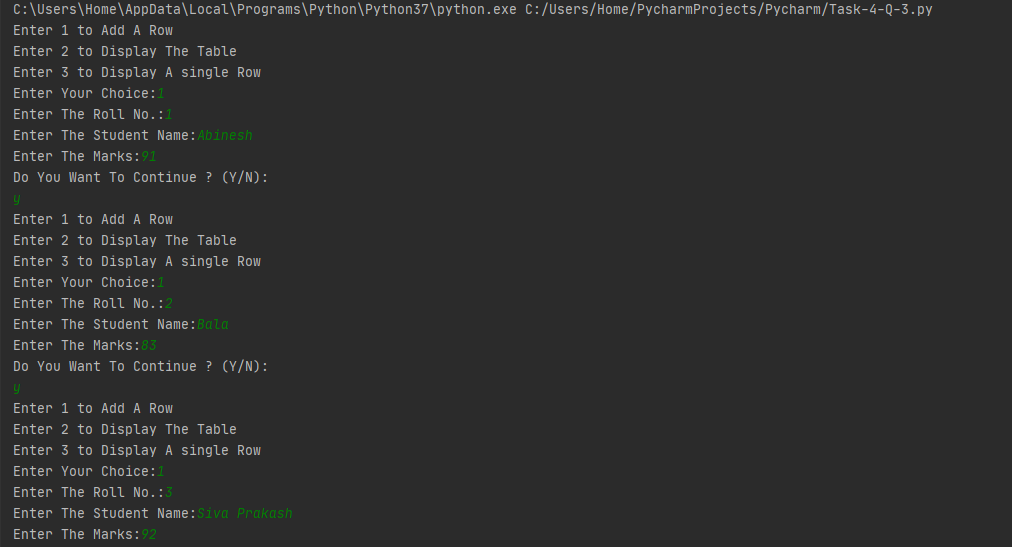 C:\Users\Home\AppData\Local\Programs\Python\Python37\python.exe C:/Users/Home/PycharmProjects/Pycharm/Task-4-Q-3.py
Enter 1 to Add A Row
Enter 2 to Display The Table
Enter 3 to Display A single Row
Enter Your Choice:1
Enter The Roll No.:1
Enter The Student Name:Abinesh
Enter The Marks:91
Do You Want To Continue ? (Y/N):
y
Enter 1 to Add A Row
Enter 2 to Display The Table
Enter 3 to Display A single Row
Enter Your Choice:1
Enter The Roll No.:2
Enter The Student Name:Bala
Enter The Marks:83
Do You Want To Continue ? (Y/N):
y
Enter 1 to Add A Row
Enter 2 to Display The Table
Enter 3 to Display A single Row
Enter Your Choice:1
Enter The Roll No.:3
Enter The Student Name:Siva Prakash
Enter The Marks:92